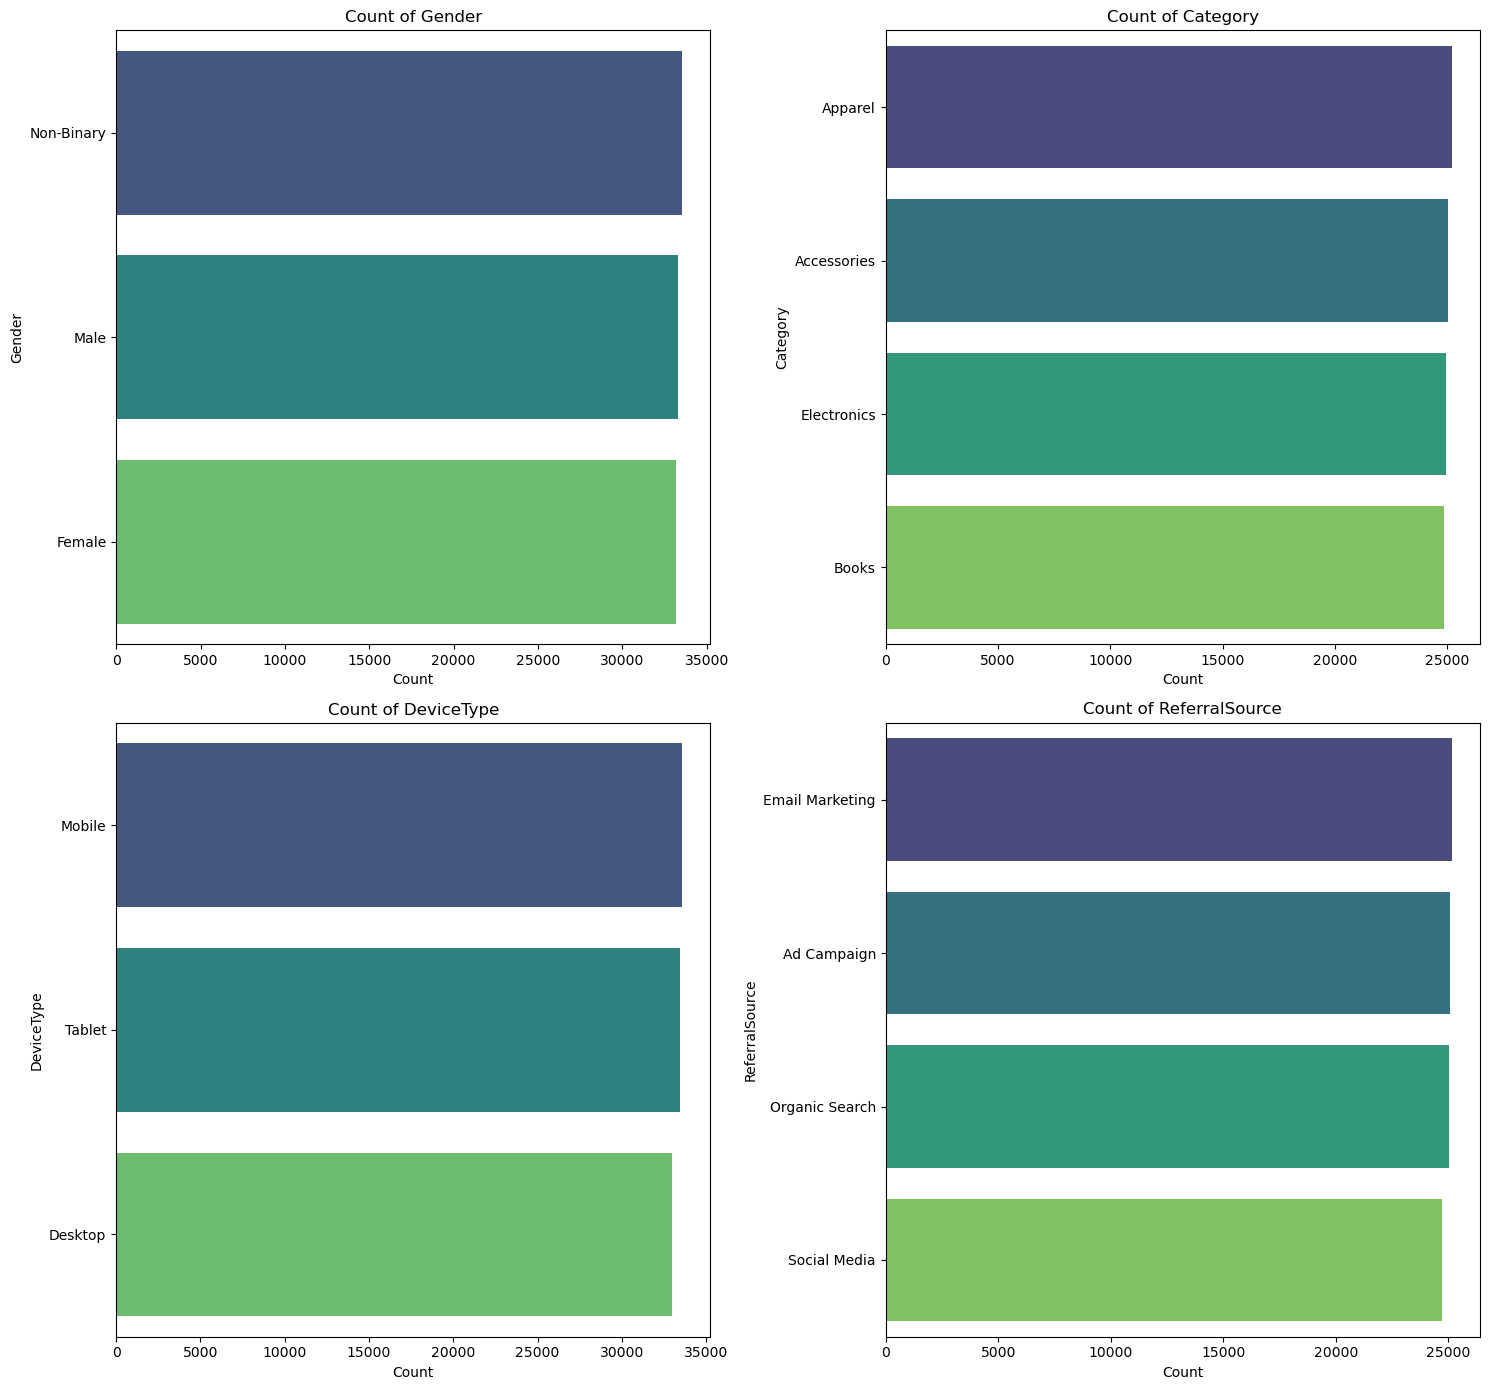 Count of Gender
Gender
Non-Binary
Male
Female
0 5000 10000 15000 20000 25000 30000 35000
Count
Count of Category
Category
Apparel
Accessories
Electronics
Books
0 5000 10000 15000 20000 25000
Count
Count of DeviceType
DeviceType
Mobile
Tablet
Desktop
0 5000 10000 15000 20000 25000 30000 35000
Count
Count of ReferralSource
ReferralSource
Email Marketing
Ad Campaign
Organic Search
Social Media
0 5000 10000 15000 20000 25000
Count